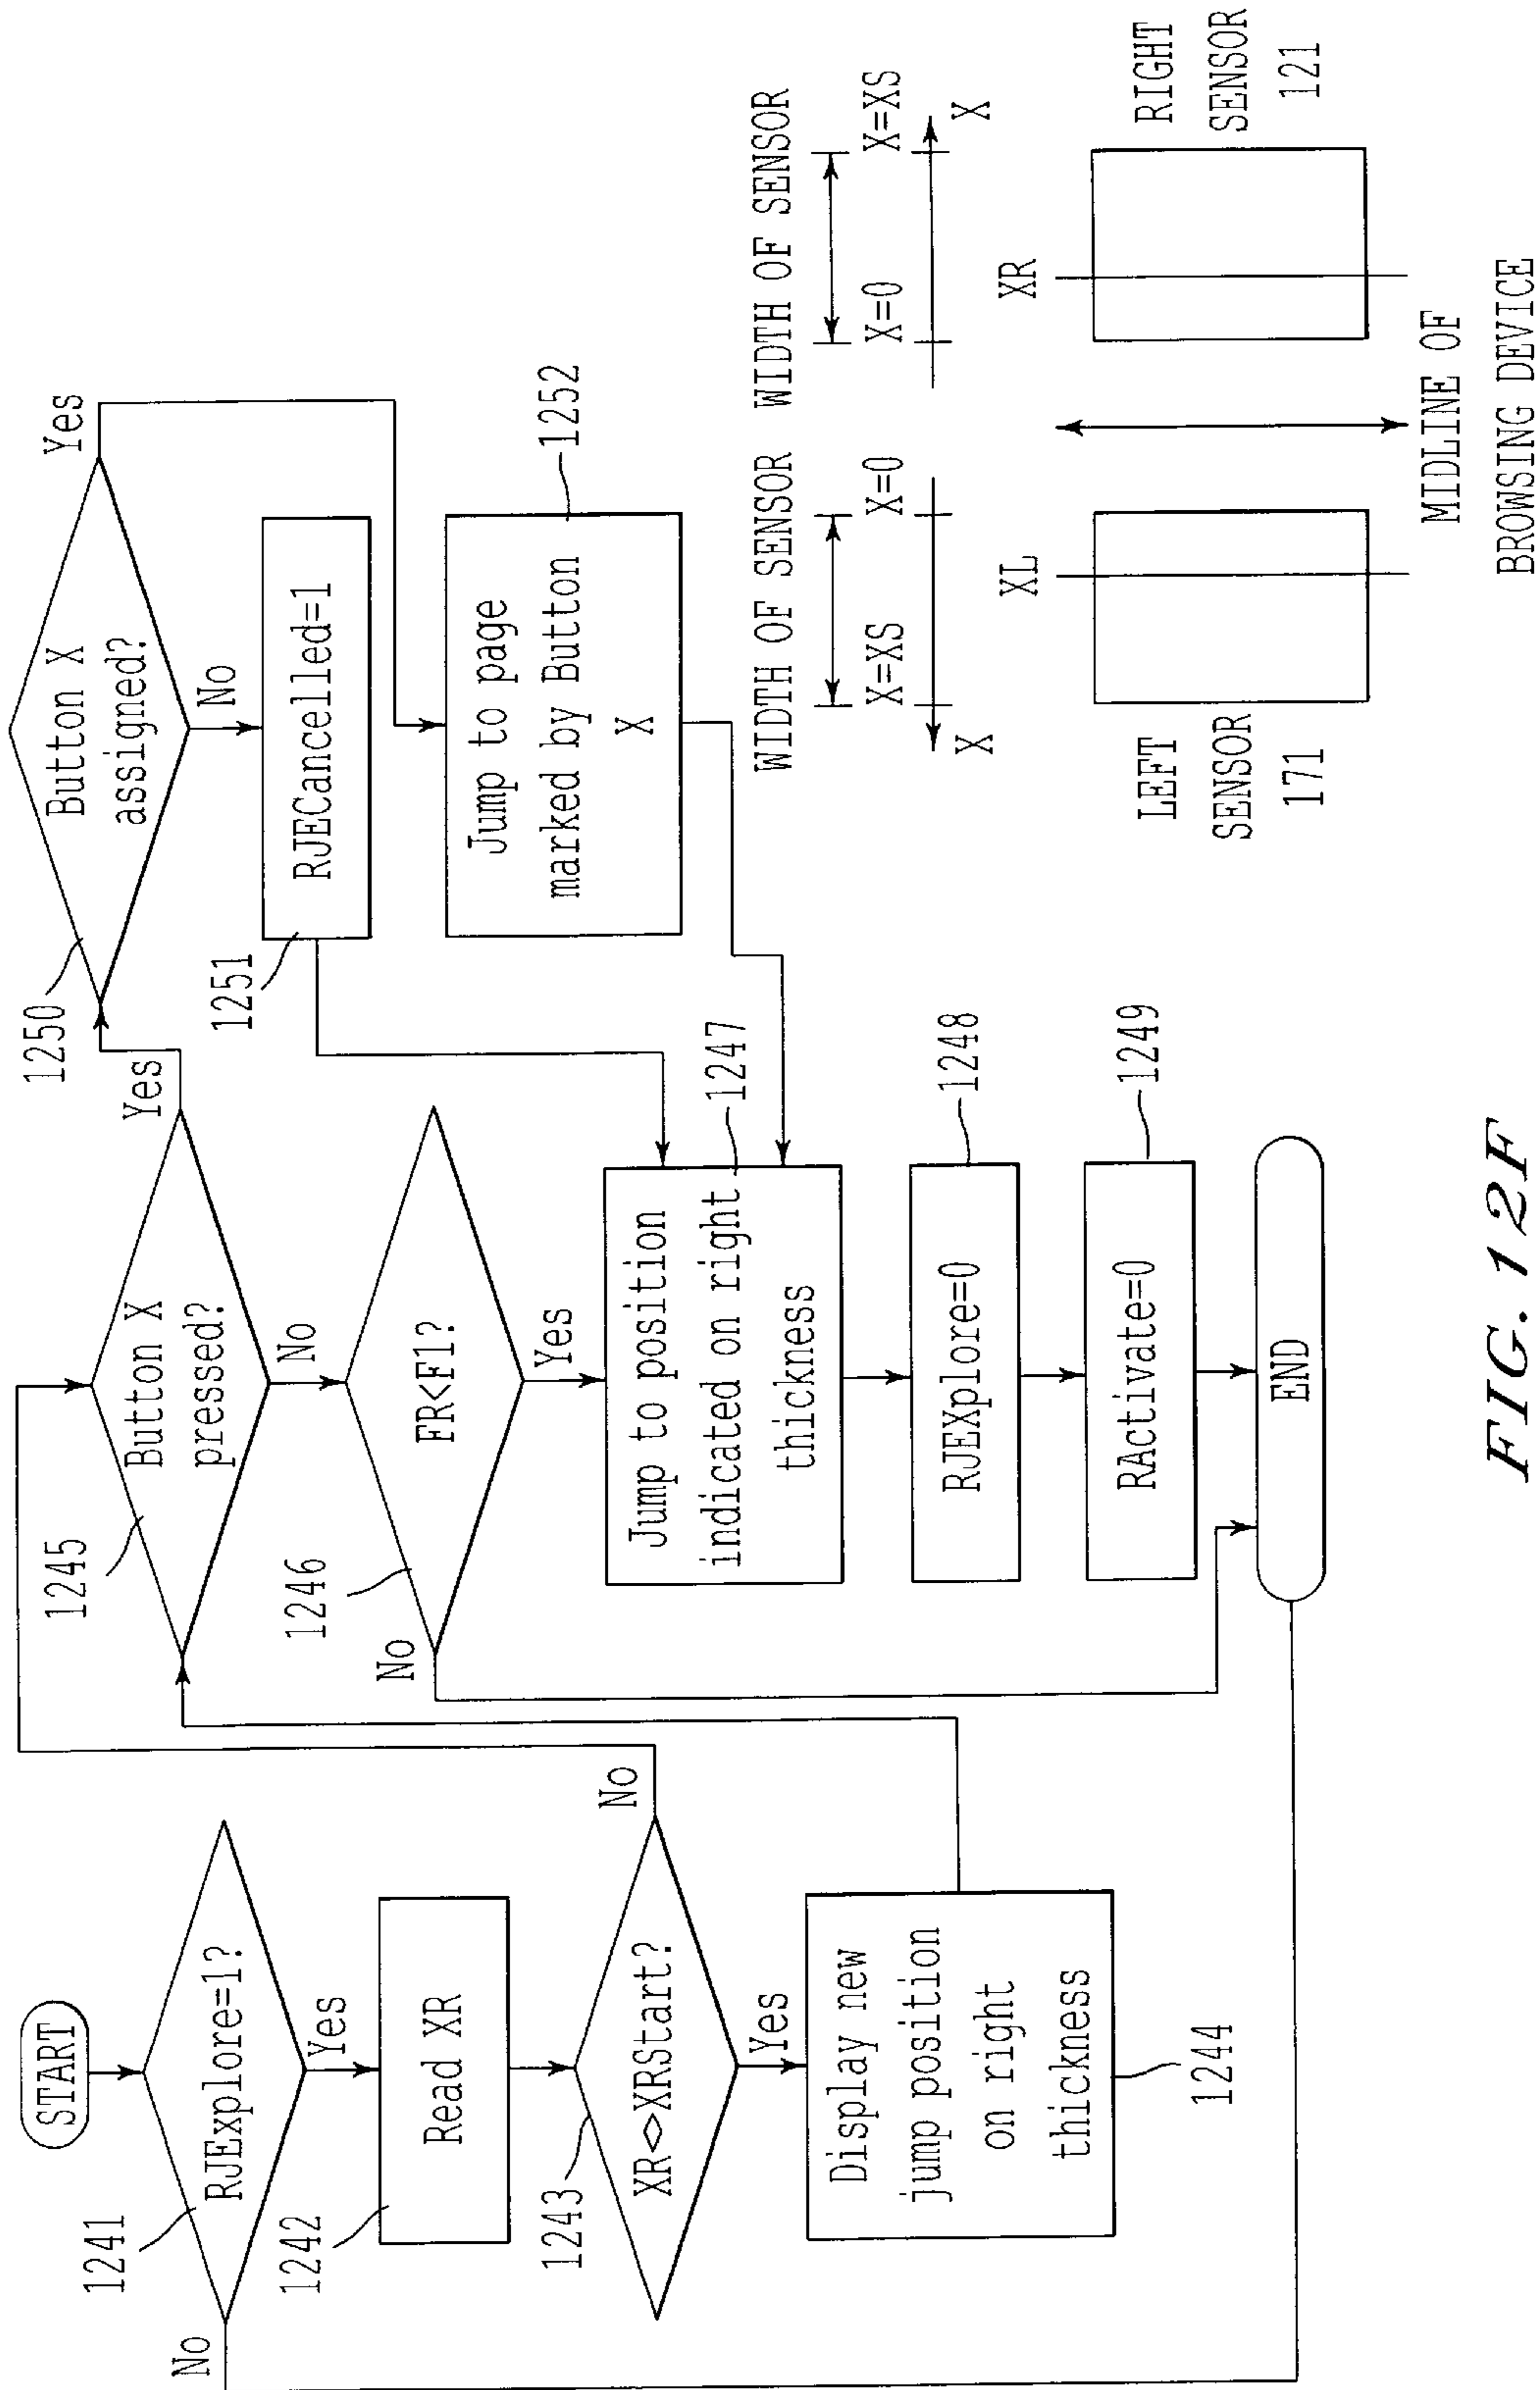 START
1241
RJExplore=1?
No
Yes
1242
Read XR
1243
XR<>XRStart?
No
Yes
Display new
jump position
on right
thickness
1244
1245
Button X
pressed?
Yes
No
1246
FR<F1?
No
Yes
Jump to position
indicated on right
thickness
1247
RJEXplore=0
1248
RActivate=0
1249
END
1250
Button X
assigned?
Yes
No
1251
RJECancelled=1
Jump to page
marked by Button
X
1252
WIDTH OF SENSOR WIDTH OF SENSOR
X=XS X=0 X=0 X=XS
X X
XL XR
LEFT
SENSOR
171
RIGHT
SENSOR
121
MIDLINE OF
BROWSING DEVICE
FIG. 12F